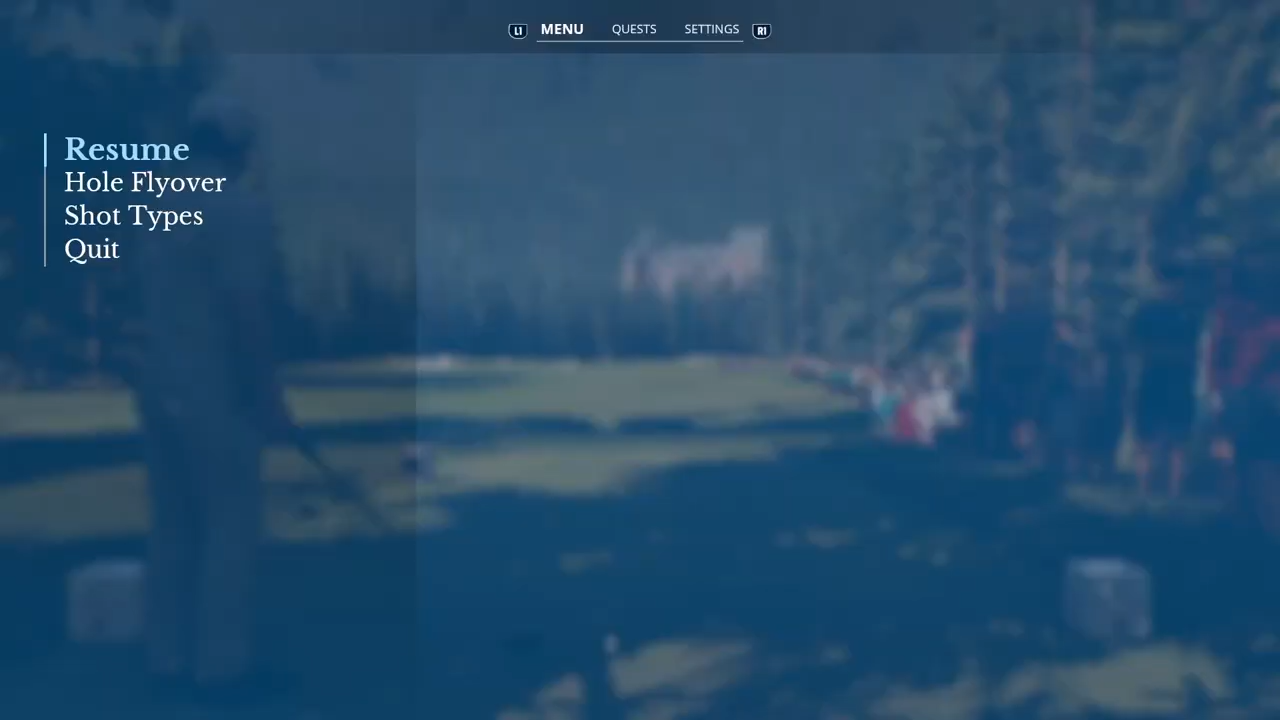 L1 MENU QUESTS SETTINGS R1
Resume
Hole Flyover
Shot Types
Quit